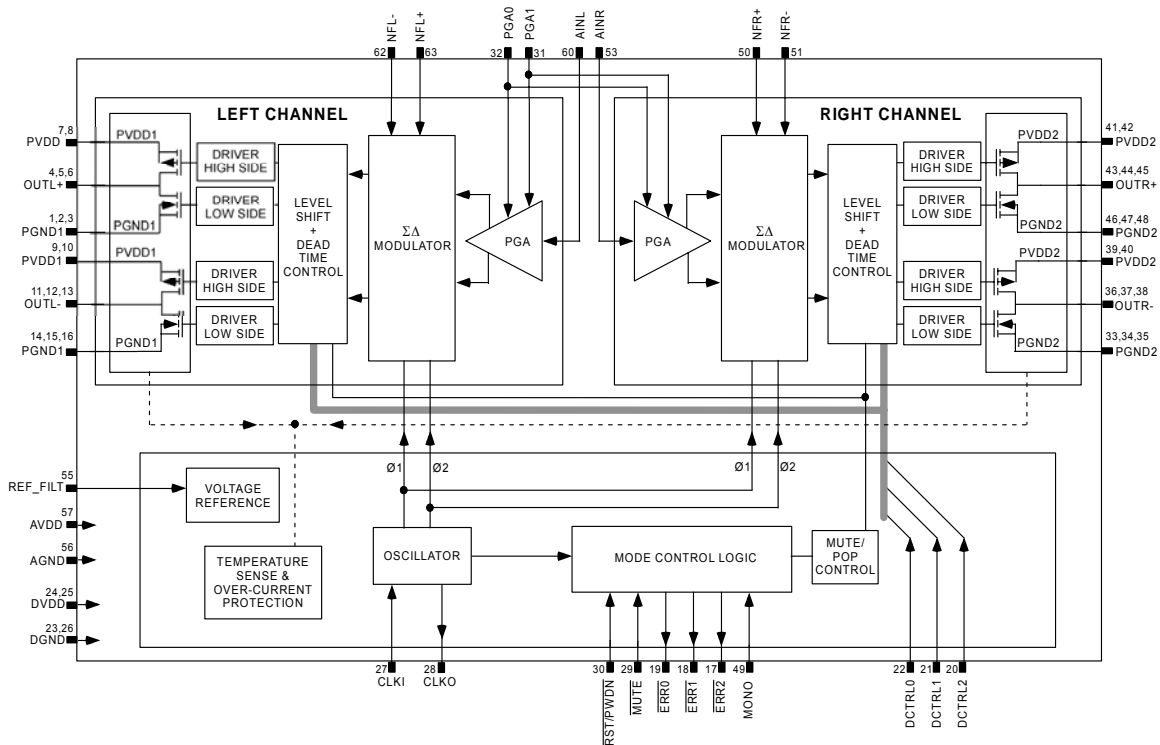 NFL-
NFL+
PGA0
PGA1
AINL
AINR
NFR+
NFR-
62
63
32
31
60
53
50
51
LEFT CHANNEL
RIGHT CHANNEL
7,8
PVDD
4,5,6
OUTL+
1,2,3
PGND1
9,10
PVDD1
11,12,13
OUTL-
14,15,16
PGND1
PVDD1
PGND1
PVDD1
PGND1
DRIVER
HIGH SIDE
DRIVER
LOW SIDE
DRIVER
HIGH SIDE
DRIVER
LOW SIDE
LEVEL
SHIFT
+
DEAD
TIME
CONTROL
ΣΔ
MODULATOR
PGA
PGA
ΣΔ
MODULATOR
LEVEL
SHIFT
+
DEAD
TIME
CONTROL
DRIVER
HIGH SIDE
DRIVER
LOW SIDE
DRIVER
HIGH SIDE
DRIVER
LOW SIDE
PVDD2
PGND2
PVDD2
PGND2
41,42
PVDD2
43,44,45
OUTR+
46,47,48
PGND2
39,40
PVDD2
36,37,38
OUTR-
33,34,35
PGND2
Ø1
Ø2
Ø1
Ø2
55
REF_FILT
57
AVDD
56
AGND
24,25
DVDD
23,26
DGND
VOLTAGE
REFERENCE
TEMPERATURE
SENSE &
OVER-CURRENT
PROTECTION
OSCILLATOR
MODE CONTROL LOGIC
MUTE/
POP
CONTROL
27
28
30
29
19
18
17
49
22
21
20
CLKI
CLKO
RST/PWDN
MUTE
ERR0
ERR1
ERR2
MONO
DCTRL0
DCTRL1
DCTRL2